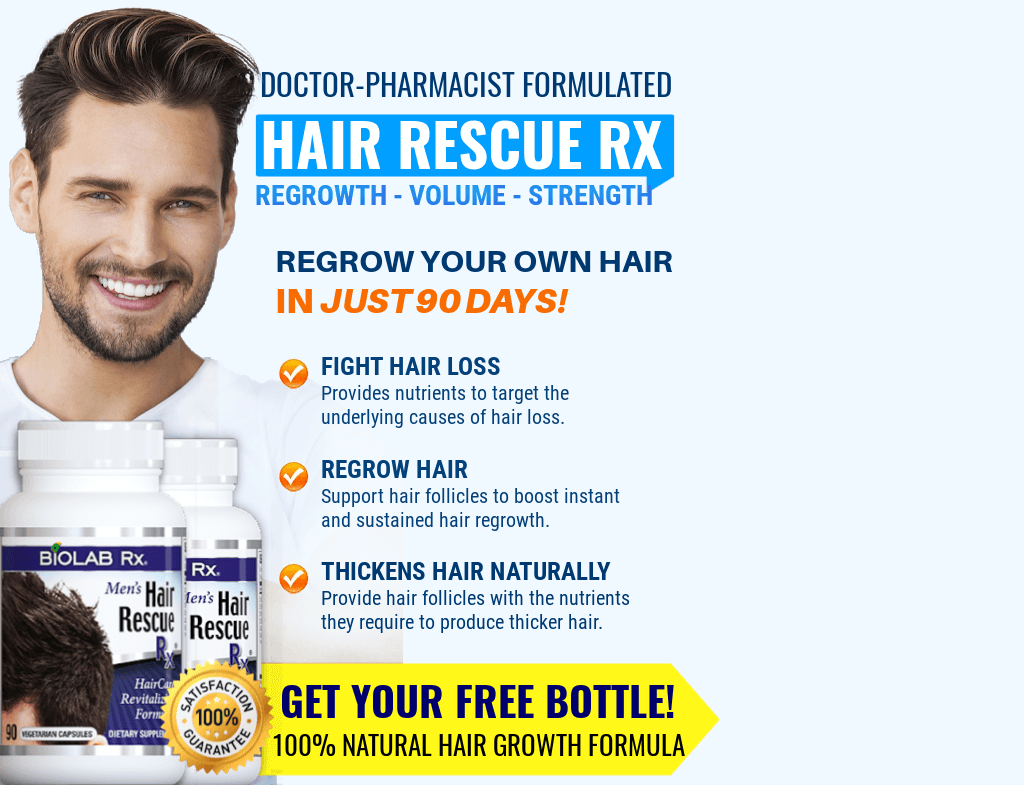 DOCTOR-PHARMACIST FORMULATED
HAIR RESCUE RX
REGROWTH - VOLUME - STRENGTH
REGROW YOUR OWN HAIR
IN JUST 90 DAYS!
FIGHT HAIR LOSS
Provides nutrients to target the
underlying causes of hair loss.
REGROW HAIR
Support hair follicles to boost instant
and sustained hair regrowth.
THICKENS HAIR NATURALLY
Provide hair follicles with the nutrients
they require to produce thicker hair.
GET YOUR FREE BOTTLE!
100% NATURAL HAIR GROWTH FORMULA
BiOLAB Rx®
Men's Hair
Rescue
Rx®
90 VEGETARIAN CAPSULES
DIETARY
Rx®
Hair
Rescue
Rx
SATISFACTION
100%
GUARANTEE